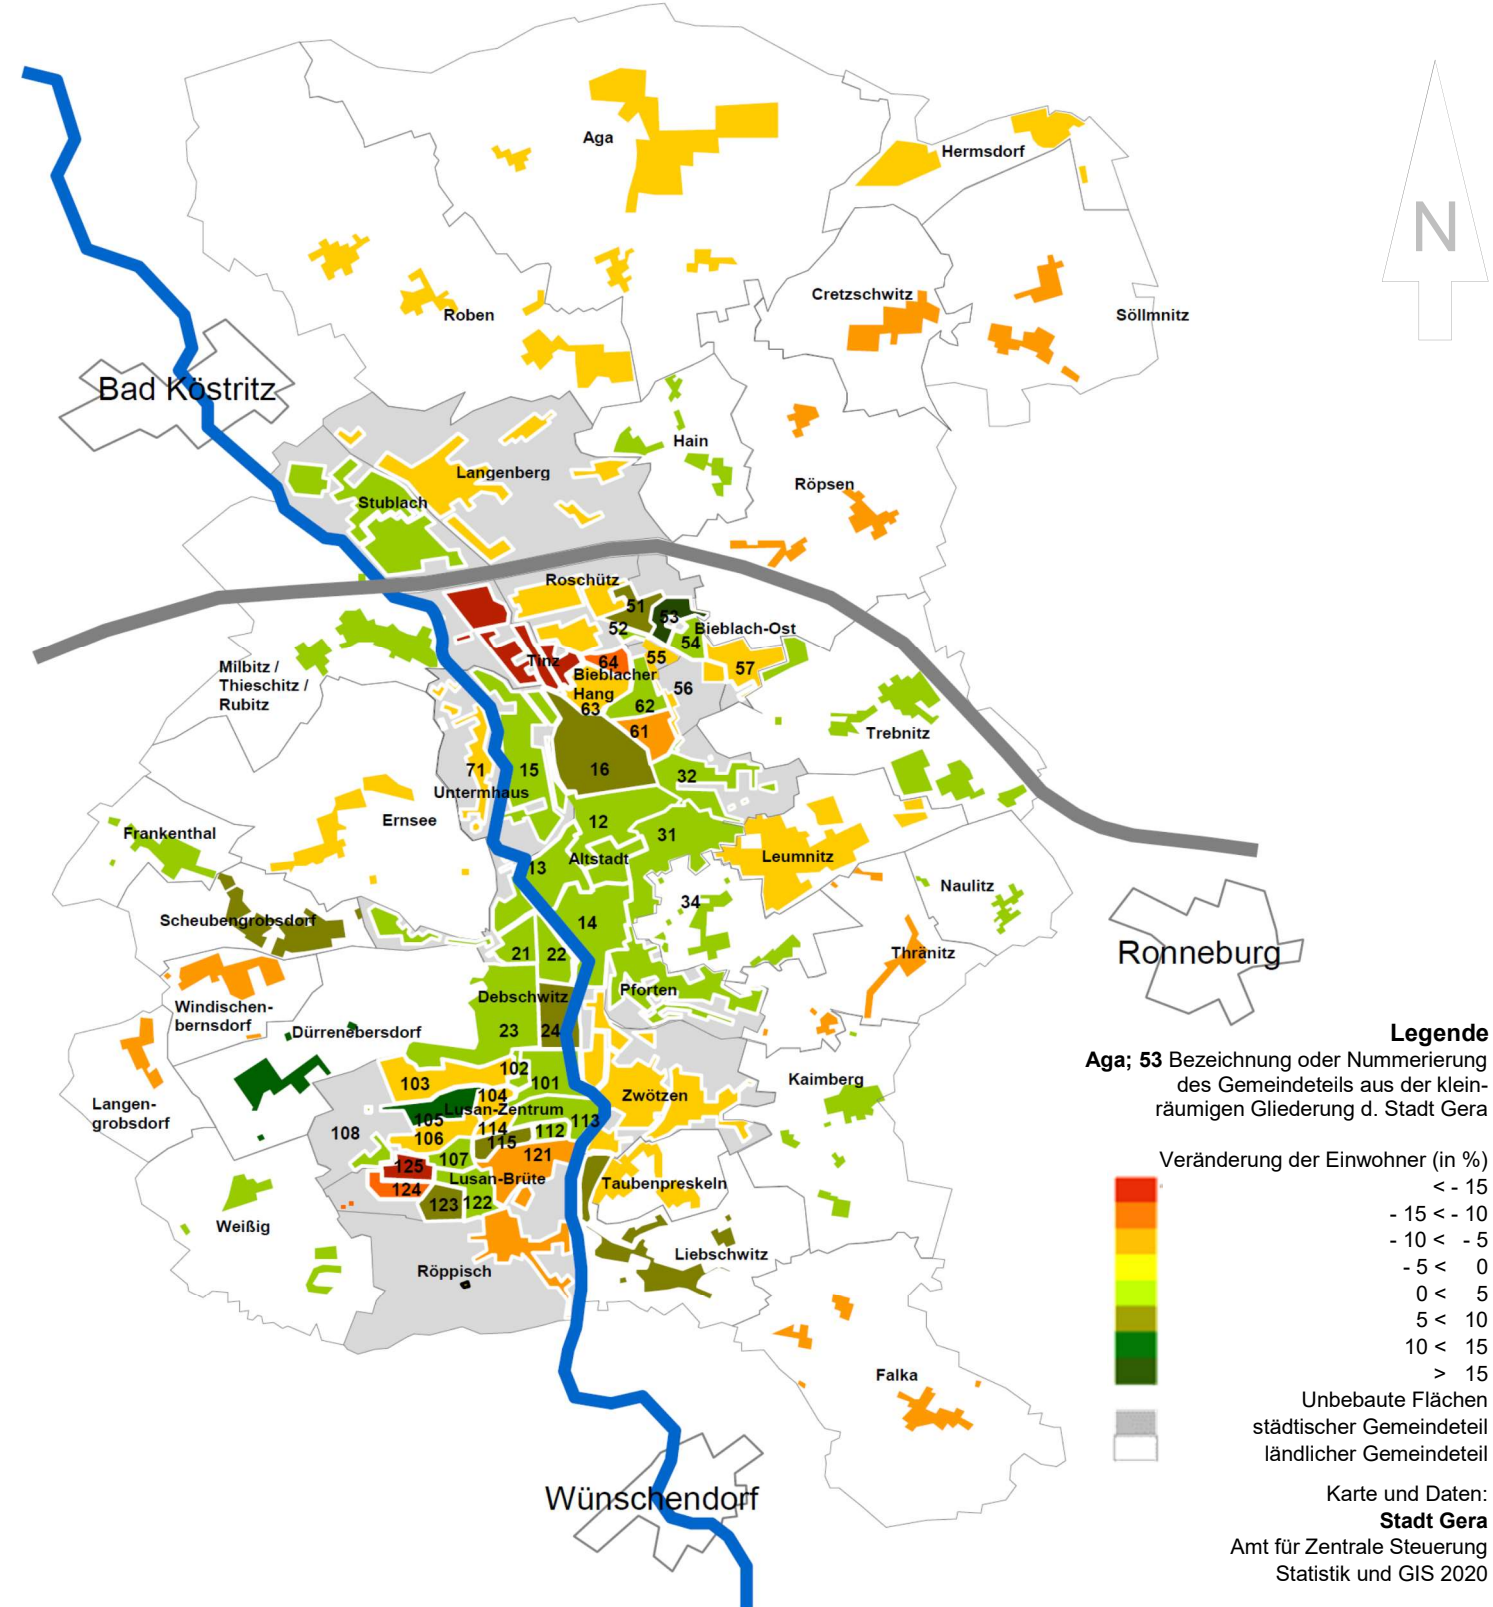 Aga
Hermsdorf
N
Cretzschwitz
Söllmnitz
Roben
Bad Köstritz
Hain
Langenberg
Röpsen
Stublach
Roschütz
51
53
52
Bieblach-Ost
54
Tinz
64
55
57
Milbitz /
Thieschitz /
Rubitz
Bieblacher
Hang
56
63
62
61
Trebnitz
71
15
16
32
Untermhaus
Ernsee
12
31
Frankenthal
Altstadt
Leumnitz
13
34
Naulitz
Scheubengrobsdorf
14
21
22
Thränitz
Ronneburg
Debschwitz
Pforten
Windischen-
bernsdorf
Dürrenebersdorf
23
24
102
103
101
104
Zwötzen
Kaimberg
Langen-
grobsdorf
105
Lusan-Zentrum
108
106
114
112
113
115
107
121
125
Lusan-Brüte
124
123
122
Taubenpreskeln
Weißig
Liebschwitz
Röppisch
Falka
Wünschendorf
Legende
Aga; 53 Bezeichnung oder Nummerierung
des Gemeindeteils aus der klein-
räumigen Gliederung d. Stadt Gera
Veränderung der Einwohner (in %)
< - 15
- 15 < - 10
- 10 < - 5
- 5 < 0
0 < 5
5 < 10
10 < 15
> 15
Unbebaute Flächen
städtischer Gemeindeteil
ländlicher Gemeindeteil
Karte und Daten:
Stadt Gera
Amt für Zentrale Steuerung
Statistik und GIS 2020